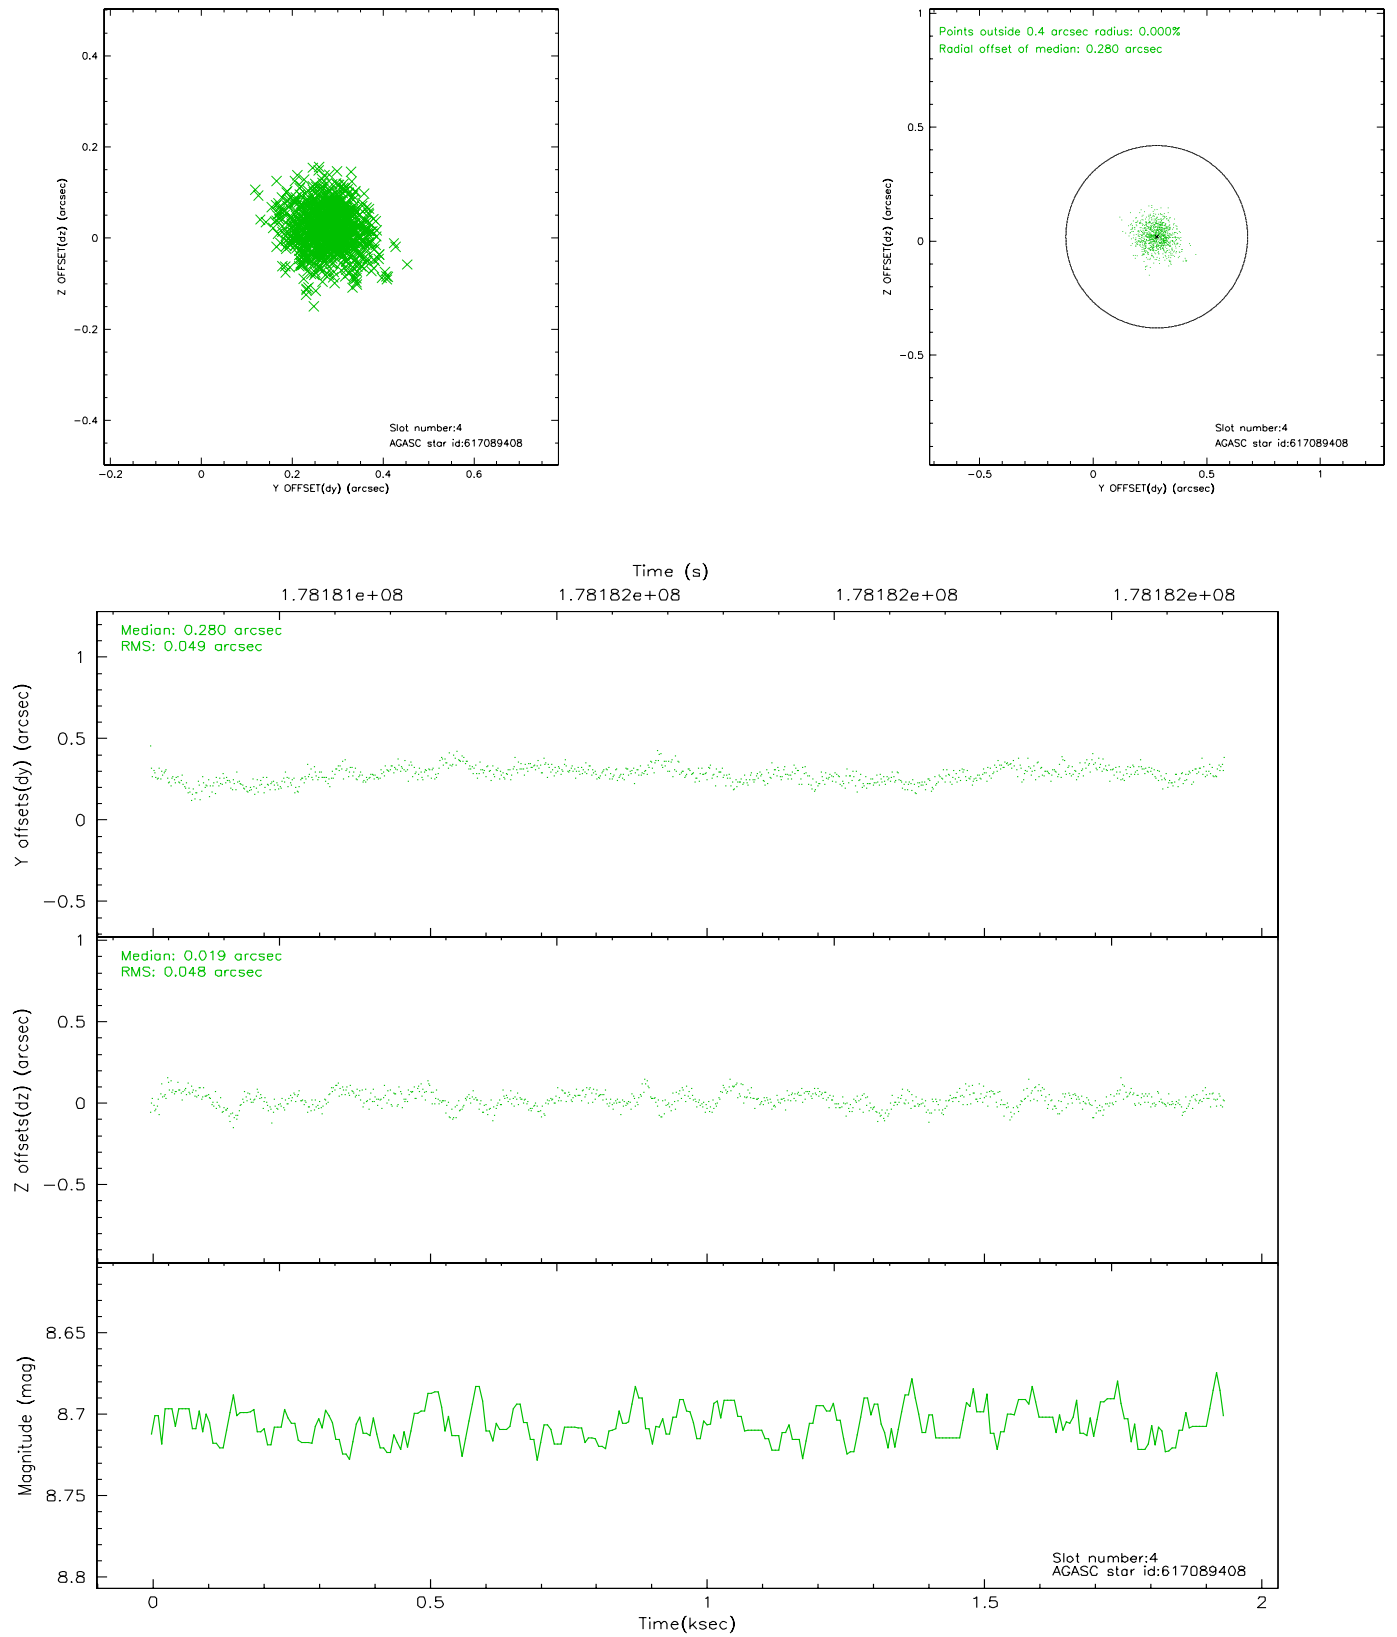 0.4
0.2
0
-0.2
-0.4
Z OFFSET(dz) (arcsec)
Slot number:4
AGASC star id:617089408
-0.2 0 0.2 0.4 0.6
Y OFFSET(dy) (arcsec)
Points outside 0.4 arcsec radius: 0.000%
Radial offset of median: 0.280 arcsec
1
0.5
0
-0.5
Z OFFSET(dz) (arcsec)
Slot number:4
AGASC star id:617089408
-0.5 0 0.5 1
Y OFFSET(dy) (arcsec)
Time (s)
1.78181e+08 1.78182e+08 1.78182e+08 1.78182e+08
Median: 0.280 arcsec
RMS: 0.049 arcsec
1
0.5
0
-0.5
Y offsets(dy) (arcsec)
Median: 0.019 arcsec
RMS: 0.048 arcsec
1
0.5
0
-0.5
Z offsets(dz) (arcsec)
8.65
8.7
8.75
8.8
Magnitude (mag)
Slot number:4
AGASC star id:617089408
0 0.5 1 1.5 2
Time(ksec)